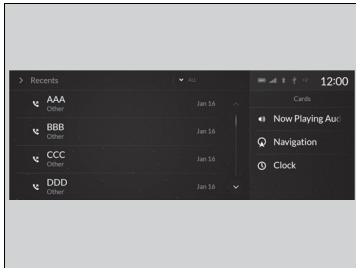 Recents
All
12:00
AAA
Other
Jan 16
BBB
Other
Jan 16
CCC
Other
Jan 16
DDD
Other
Jan 16
Cards
Now Playing Aud
Navigation
Clock